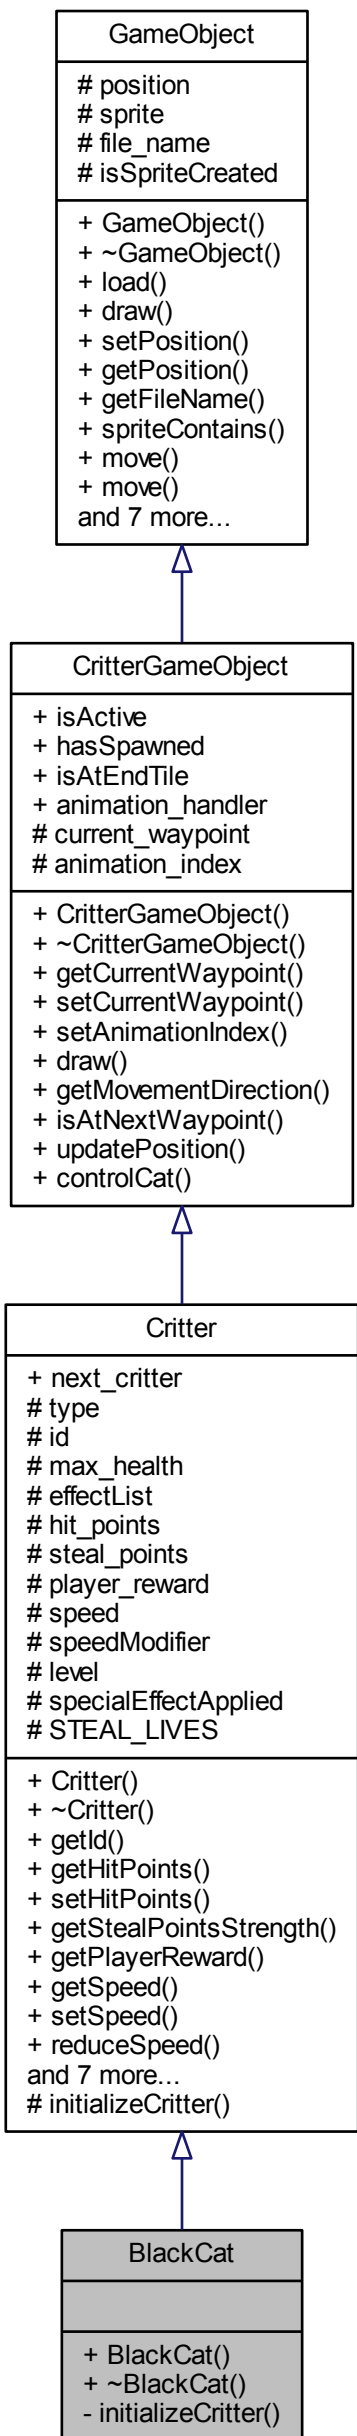 GameObject
# position
# sprite
# file_name
# isSpriteCreated
+ GameObject()
+ ~GameObject()
+ load()
+ draw()
+ setPosition()
+ getPosition()
+ getFileName()
+ spriteContains()
+ move()
+ move()
and 7 more...
CritterGameObject
+ isActive
+ hasSpawned
+ isAtEndTile
+ animation_handler
# current_waypoint
# animation_index
+ CritterGameObject()
+ ~CritterGameObject()
+ getCurrentWaypoint()
+ setCurrentWaypoint()
+ setAnimationIndex()
+ draw()
+ getMovementDirection()
+ isAtNextWaypoint()
+ updatePosition()
+ controlCat()
Critter
+ next_critter
# type
# id
# max_health
# effectList
# hit_points
# steal_points
# player_reward
# speed
# speedModifier
# level
# specialEffectApplied
# STEAL_LIVES
+ Critter()
+ ~Critter()
+ getId()
+ getHitPoints()
+ setHitPoints()
+ getStealPointsStrength()
+ getPlayerReward()
+ getSpeed()
+ setSpeed()
+ reduceSpeed()
and 7 more...
# initializeCritter()
BlackCat
+ BlackCat()
+ ~BlackCat()
- initializeCritter()